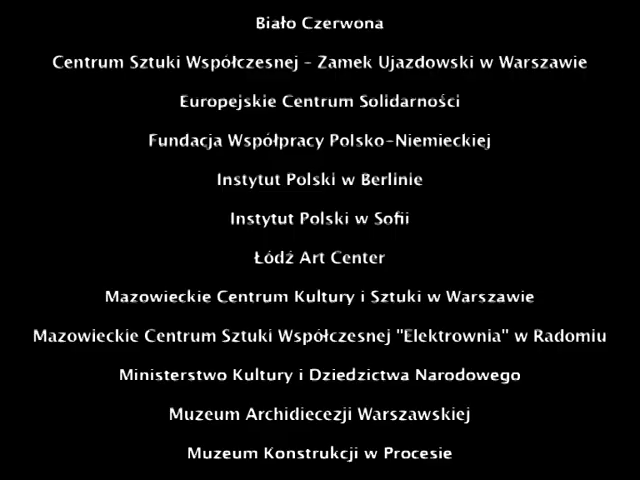 Biało Czerwona
Centrum Sztuki Współczesnej - Zamek Ujazdowski w Warszawie
Europejskie Centrum Solidarności
Fundacja Współpracy Polsko-Niemieckiej
Instytut Polski w Berlinie
Instytut Polski w Sofii
Łódź Art Center
Mazowieckie Centrum Kultury i Sztuki w Warszawie
Mazowieckie Centrum Sztuki Współczesnej "Elektrownia" w Radomiu
Ministerstwo Kultury i Dziedzictwa Narodowego
Muzeum Archidiecezji Warszawskiej
Muzeum Konstrukcji w Procesie